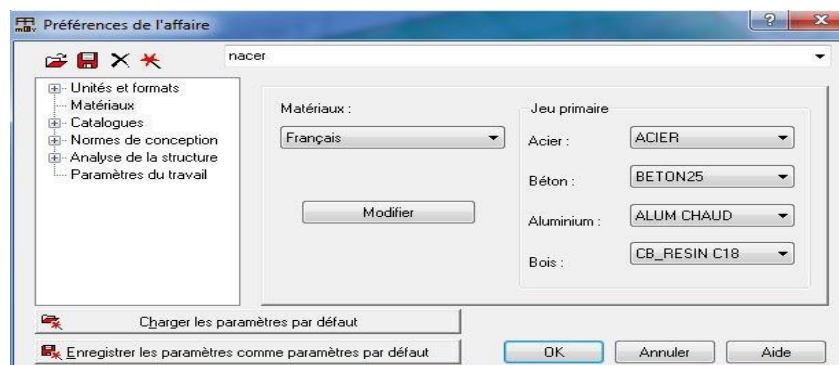 Préférences de l'affaire
nacer
Unités et formats
Matériaux
Catalogues
Normes de conception
Analyse de la structure
Paramètres du travail
Matériaux :
Français
Modifier
Jeu primaire
Acier :
ACIER
Béton :
BETON25
Aluminium :
ALUM CHAUD
Bois :
CB_RESIN C18
Charger les paramètres par défaut
Enregistrer les paramètres comme paramètres par défaut
OK
Annuler
Aide